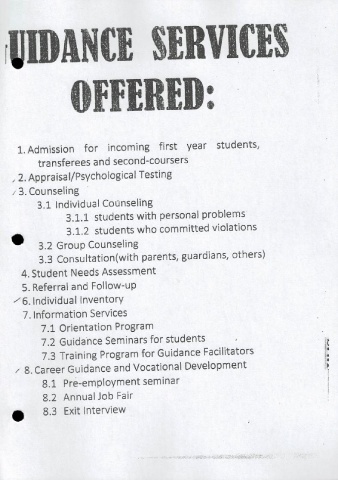 UIDANCE SERVICES
OFFERED:
1. Admission for incoming first year students,
transferees and second-coursers
2. Appraisal/Psychological Testing
3. Counseling
3.1 Individual Counseling
3.1.1 students with personal problems
3.1.2 students who committed violations
3.2 Group Counseling
3.3 Consultation(with parents, guardians, others)
4. Student Needs Assessment
5. Referral and Follow-up
6. Individual Inventory
7. Information Services
7.1 Orientation Program
7.2 Guidance Seminars for students
7.3 Training Program for Guidance Facilitators
8. Career Guidance and Vocational Development
8.1 Pre-employment seminar
8.2 Annual Job Fair
8.3 Exit Interview